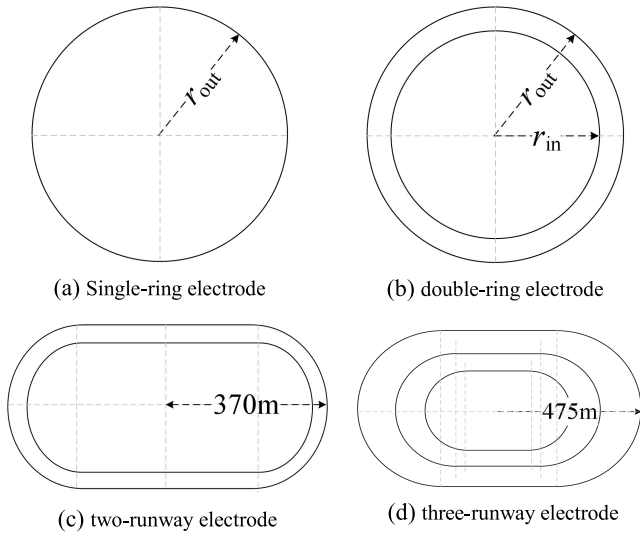 r_out
r_out
r_in
(a) Single-ring electrode
(b) double-ring electrode
370m
475m
(c) two-runway electrode
(d) three-runway electrode